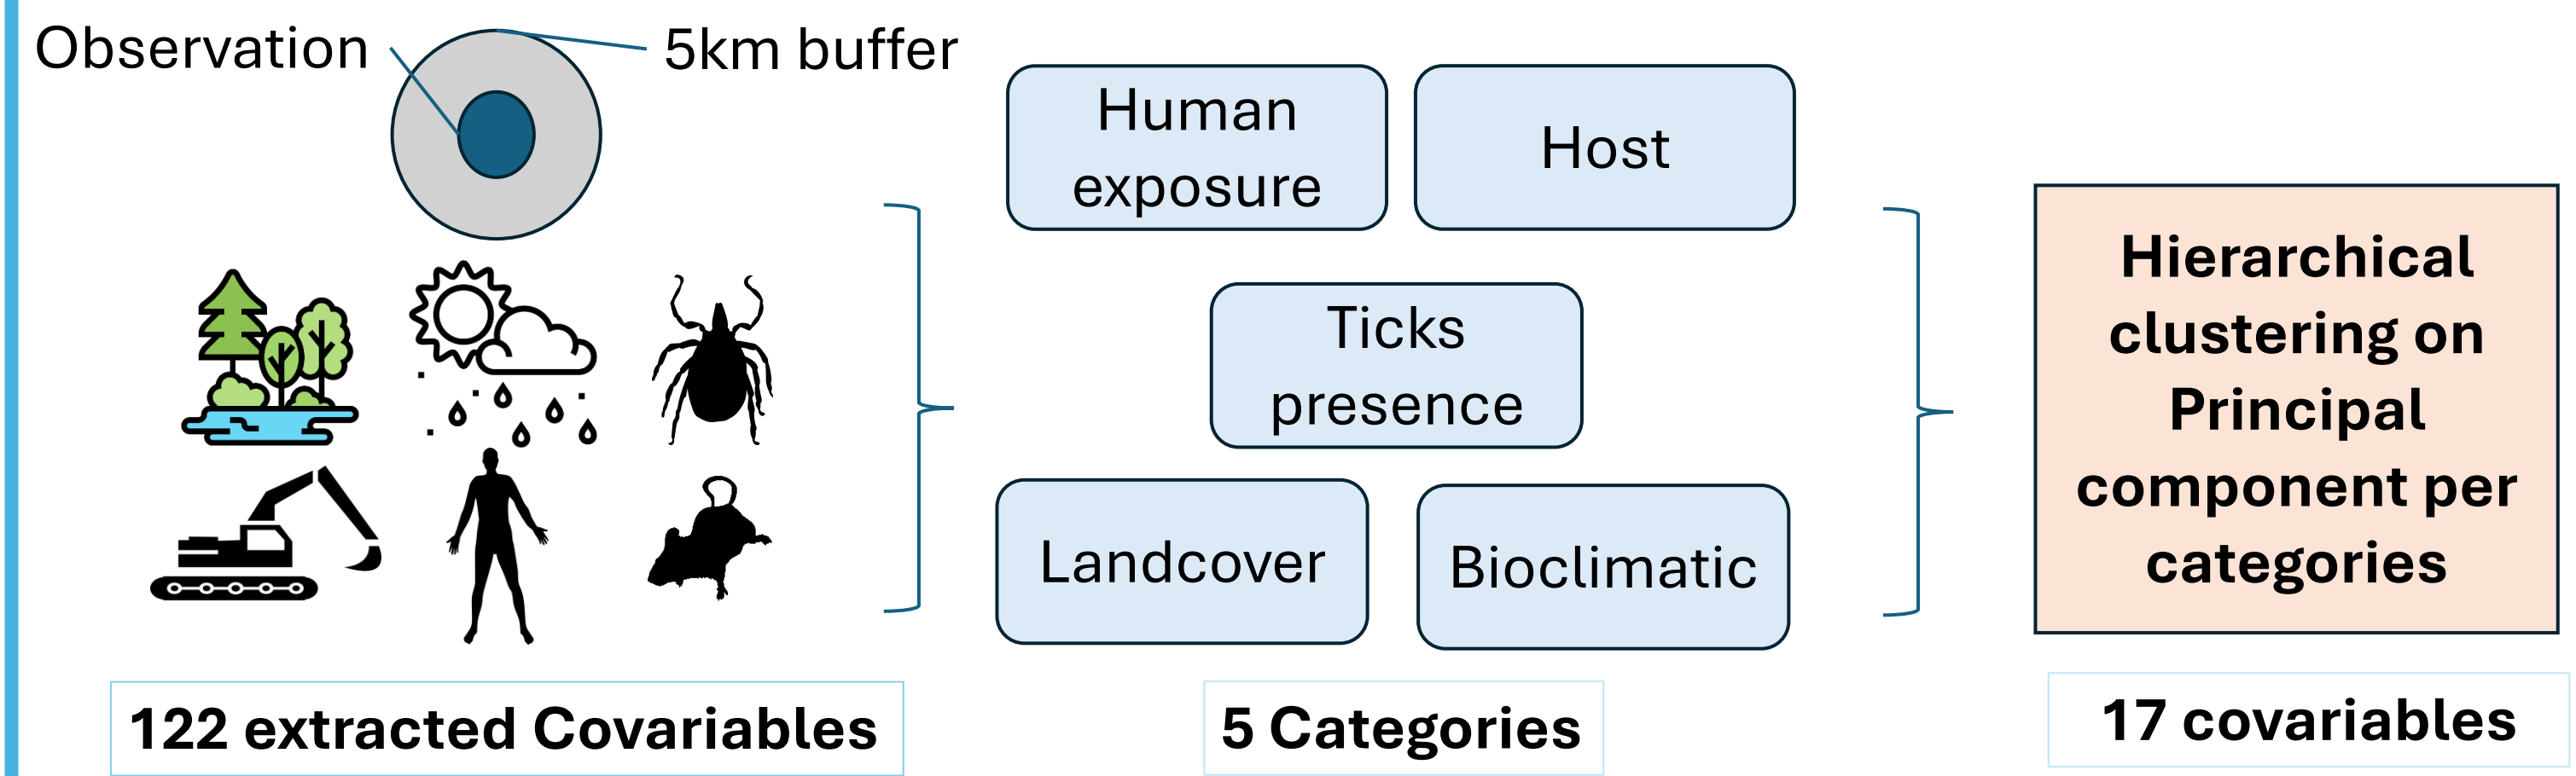 Observation
5km buffer
Human
exposure
Host
Ticks
presence
Landcover
Bioclimatic
Hierarchical
clustering on
Principal
component per
categories
122 extracted Covariables
5 Categories
17 covariables